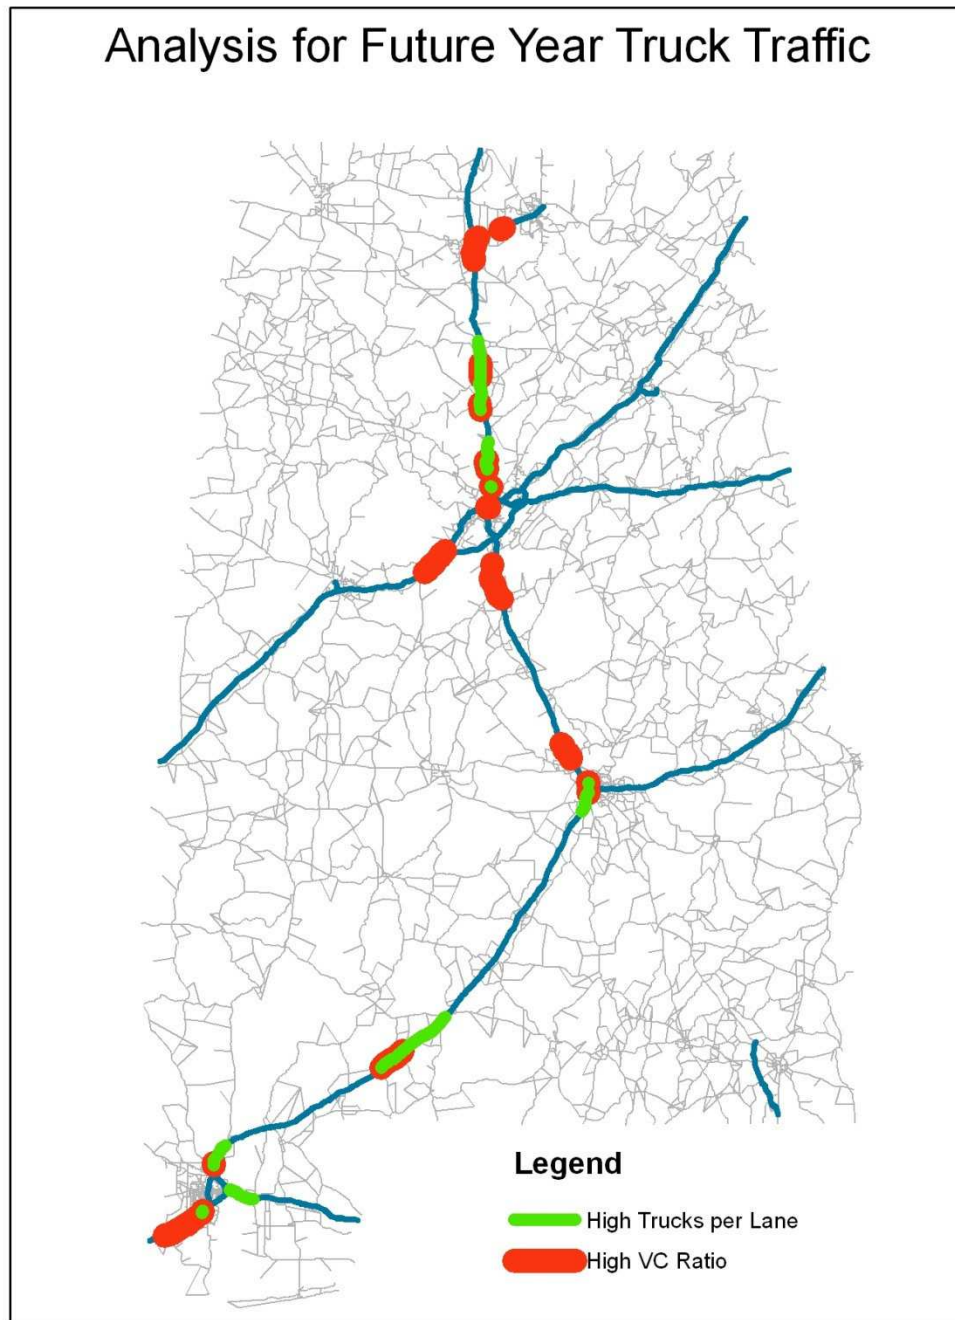 Analysis for Future Year Truck Traffic
Legend
High Trucks per Lane
High VC Ratio